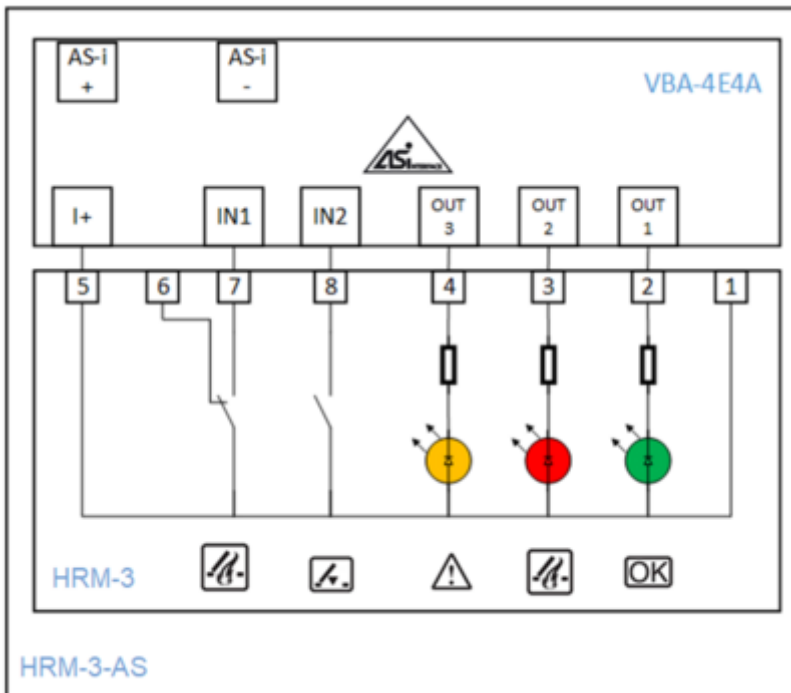 AS-i
+
AS-i
-
VBA-4E4A
ASi
INTERFACE
I+
IN1
IN2
OUT
3
OUT
2
OUT
1
5
6
7
8
4
3
2
1
HRM-3
!
OK
HRM-3-AS